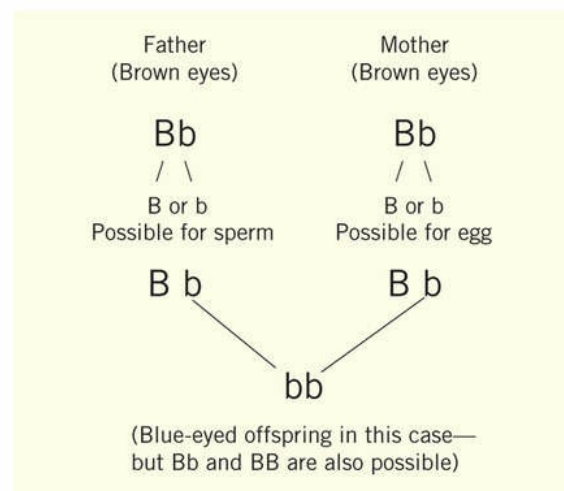 Father Mother
(Brown eyes) (Brown eyes)
Bb Bb
B or b B or b
Possible for sperm Possible for egg
B b B b
bb
(Blue-eyed offspring in this case—
but Bb and BB are also possible)